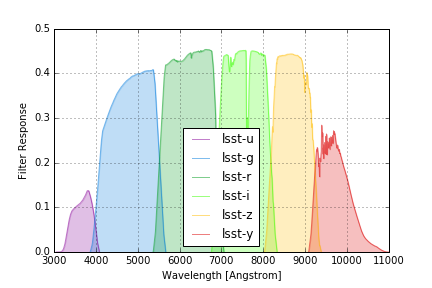 0.5
0.4
0.3
0.2
0.1
0.0
Filter Response
lsst-u
lsst-g
lsst-r
lsst-i
lsst-z
lsst-y
3000 4000 5000 6000 7000 8000 9000 10000 11000
Wavelength [Angstrom]